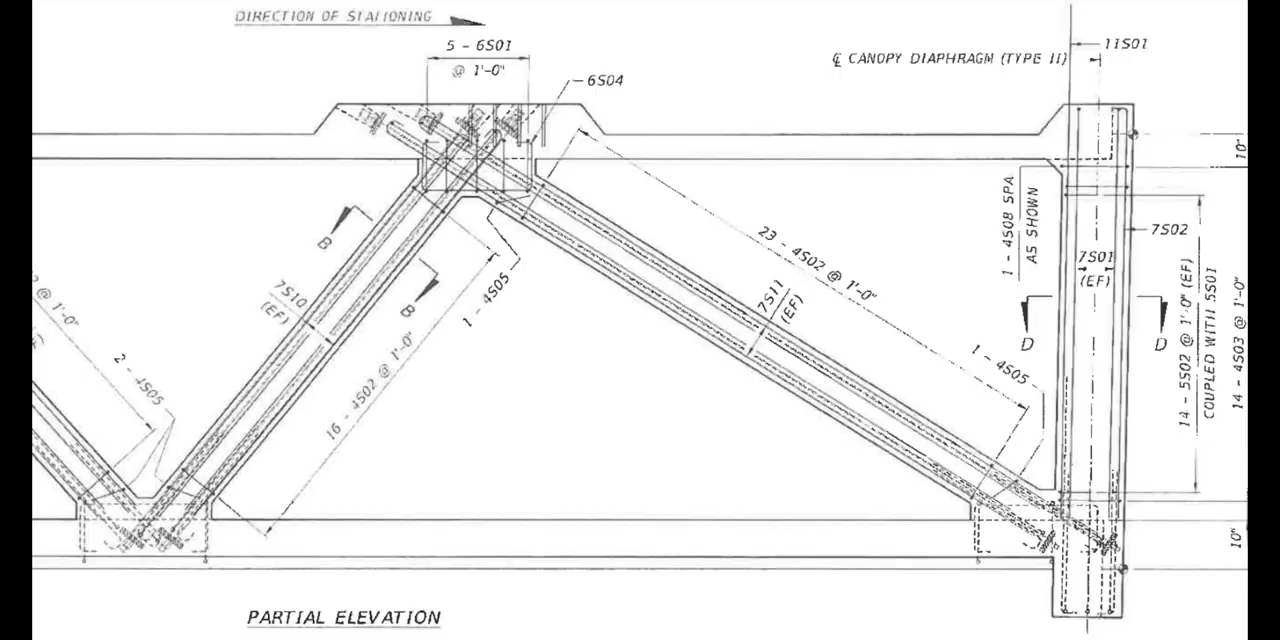 DIRECTION OF STATIONING
5 - 6S01
@ 1'-0"
6S04
11S01
℄ CANOPY DIAPHRAGM (TYPE II)
10"
1 - 4S08 SPA
AS SHOWN
7S02
7S01
(EF)
B
B
23 - 4S02 @ 1'-0"
1 - 4S05
7S10
(EF)
7S11
(EF)
@ 1'-0"
2 - 4S05
16 - 4S02 @ 1'-0"
1 - 4S05
D
D
14 - 5S02 @ 1'-0" (EF)
COUPLED WITH 5S01
14 - 4S03 @ 1'-0"
10"
PARTIAL ELEVATION